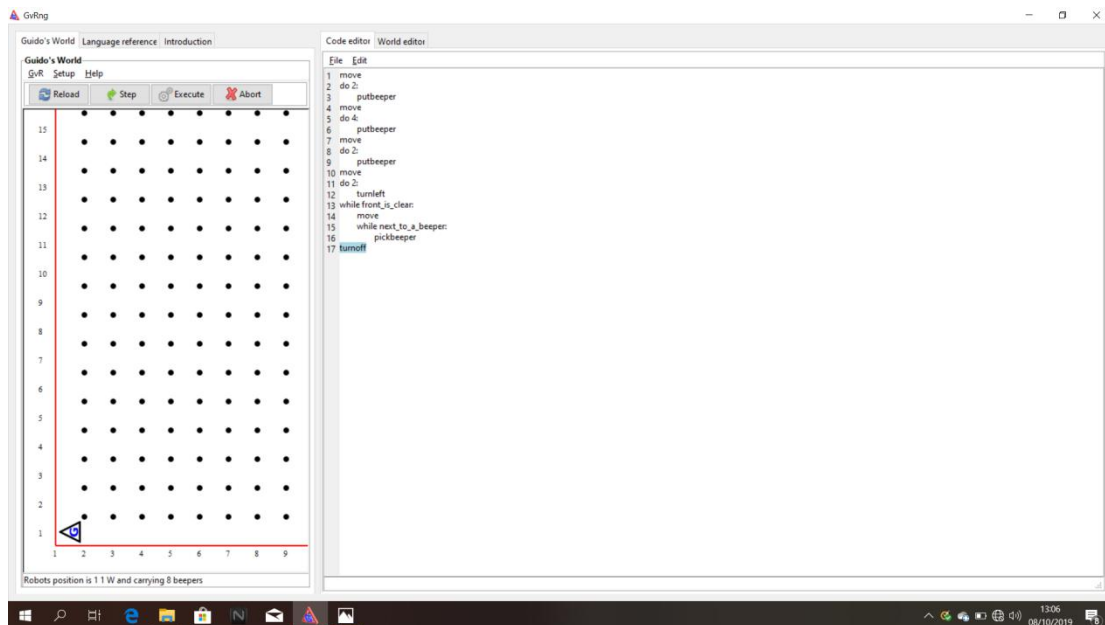 GvRng
Guido's World Language reference Introduction
Guido's World
GvR Setup Help
Reload Step Execute Abort
15
14
13
12
11
10
9
8
7
6
5
4
3
2
1
G
1 2 3 4 5 6 7 8 9
Robots position is 1 1 W and carrying 8 beepers
Code editor World editor
File Edit
1 move
2 do 2:
3 putbeeper
4 move
5 do 4:
6 putbeeper
7 move
8 do 2:
9 putbeeper
10 move
11 do 2:
12 turnleft
13 while front_is_clear:
14 move
15 while next_to_a_beeper:
16 pickbeeper
17 turnoff
13:06
08/10/2019
8